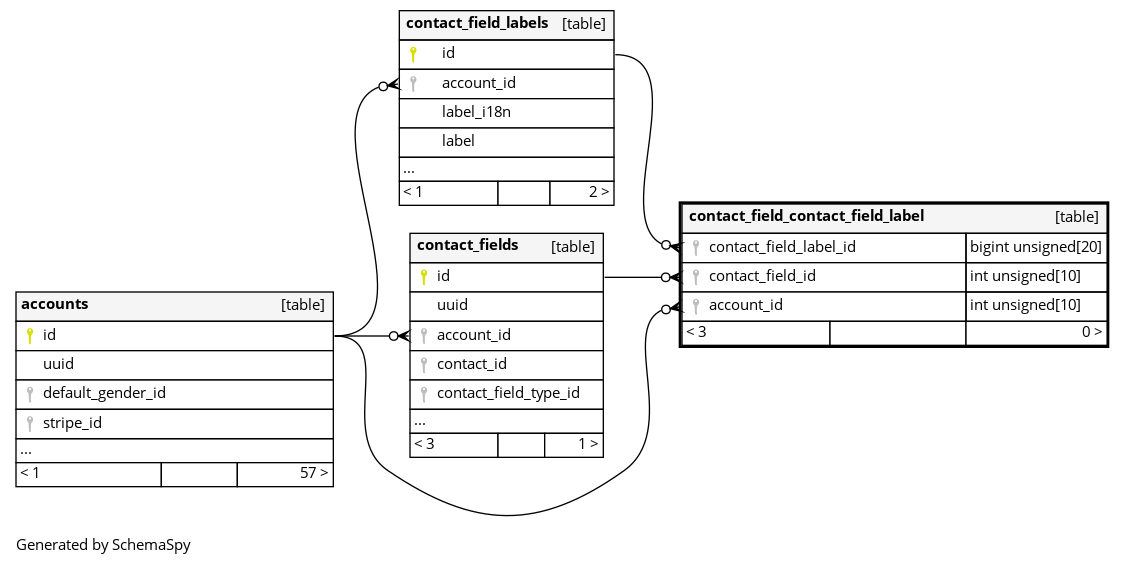 contact_field_labels [table]
id
account_id
label_i18n
label
...
< 1 2 >
contact_field_contact_field_label [table]
contact_field_label_id bigint unsigned[20]
contact_field_id int unsigned[10]
account_id int unsigned[10]
< 3 0 >
contact_fields [table]
id
uuid
account_id
contact_id
contact_field_type_id
...
< 3 1 >
accounts [table]
id
uuid
default_gender_id
stripe_id
...
< 1 57 >
Generated by SchemaSpy